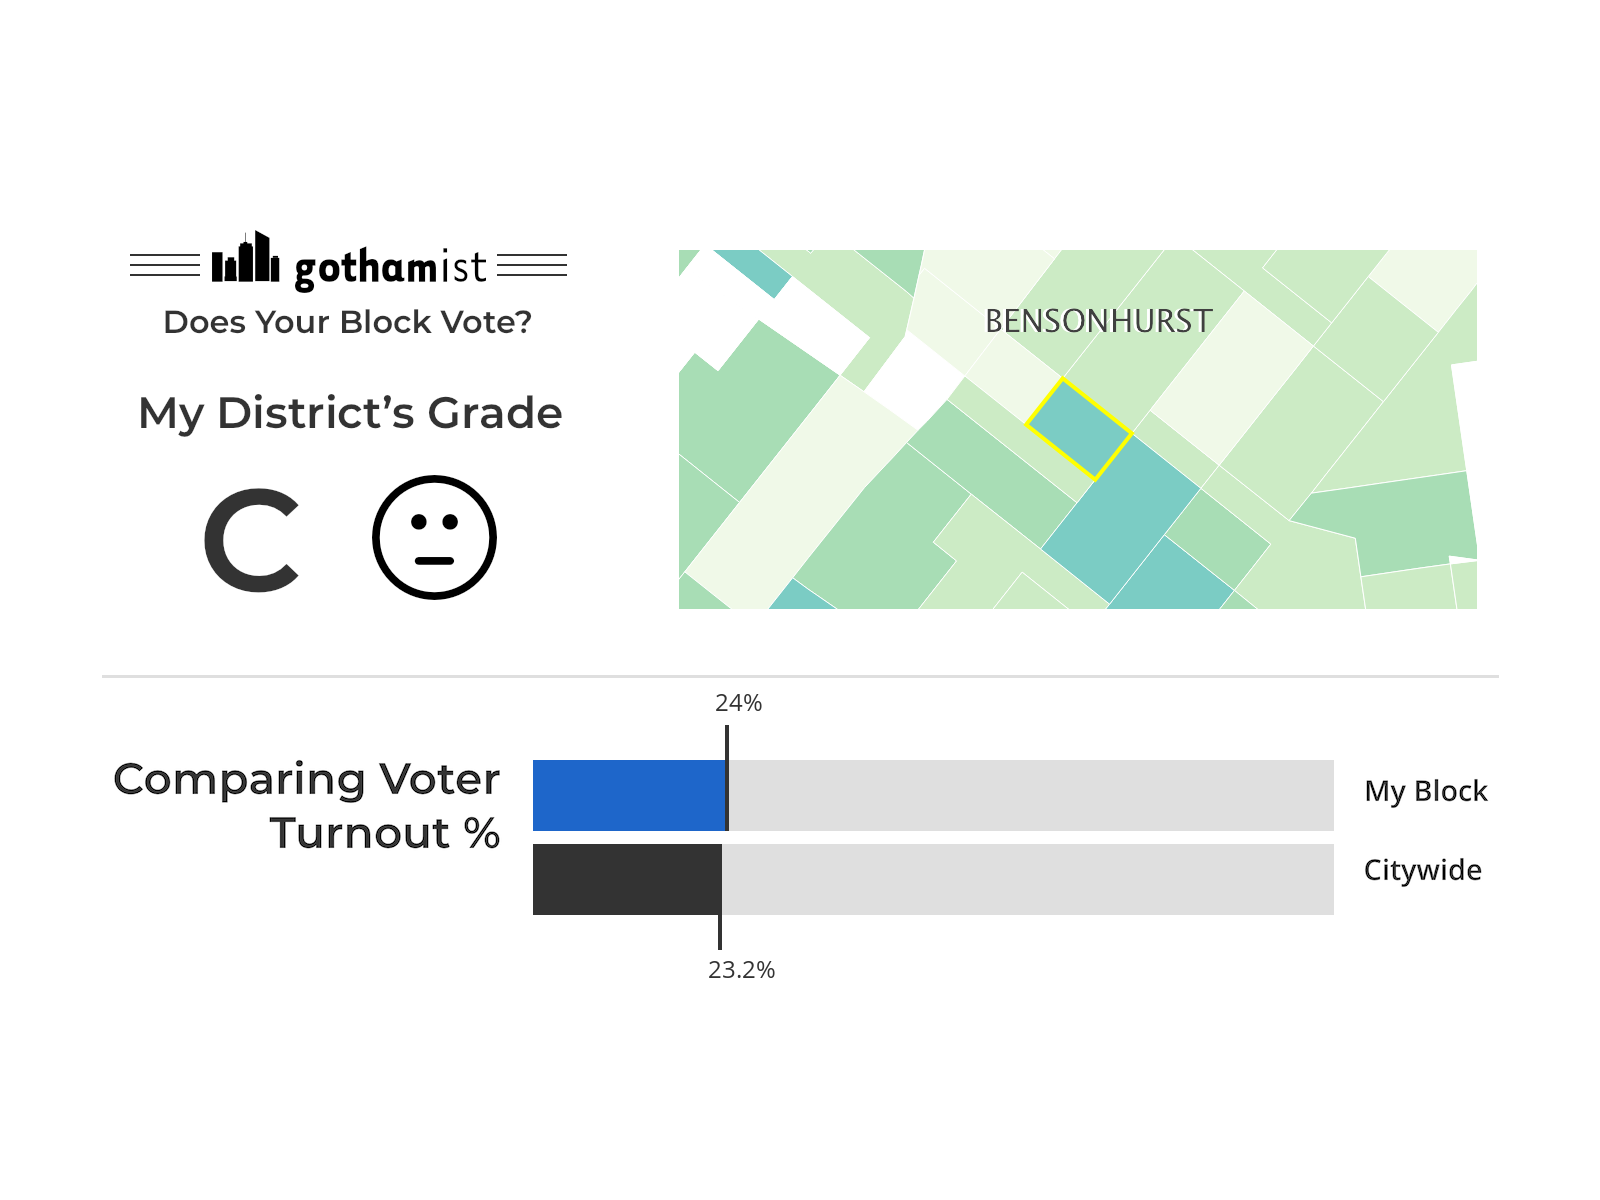 gothamist
Does Your Block Vote?
My District’s Grade
C
BENSONHURST
24%
Comparing Voter
Turnout %
My Block
Citywide
23.2%